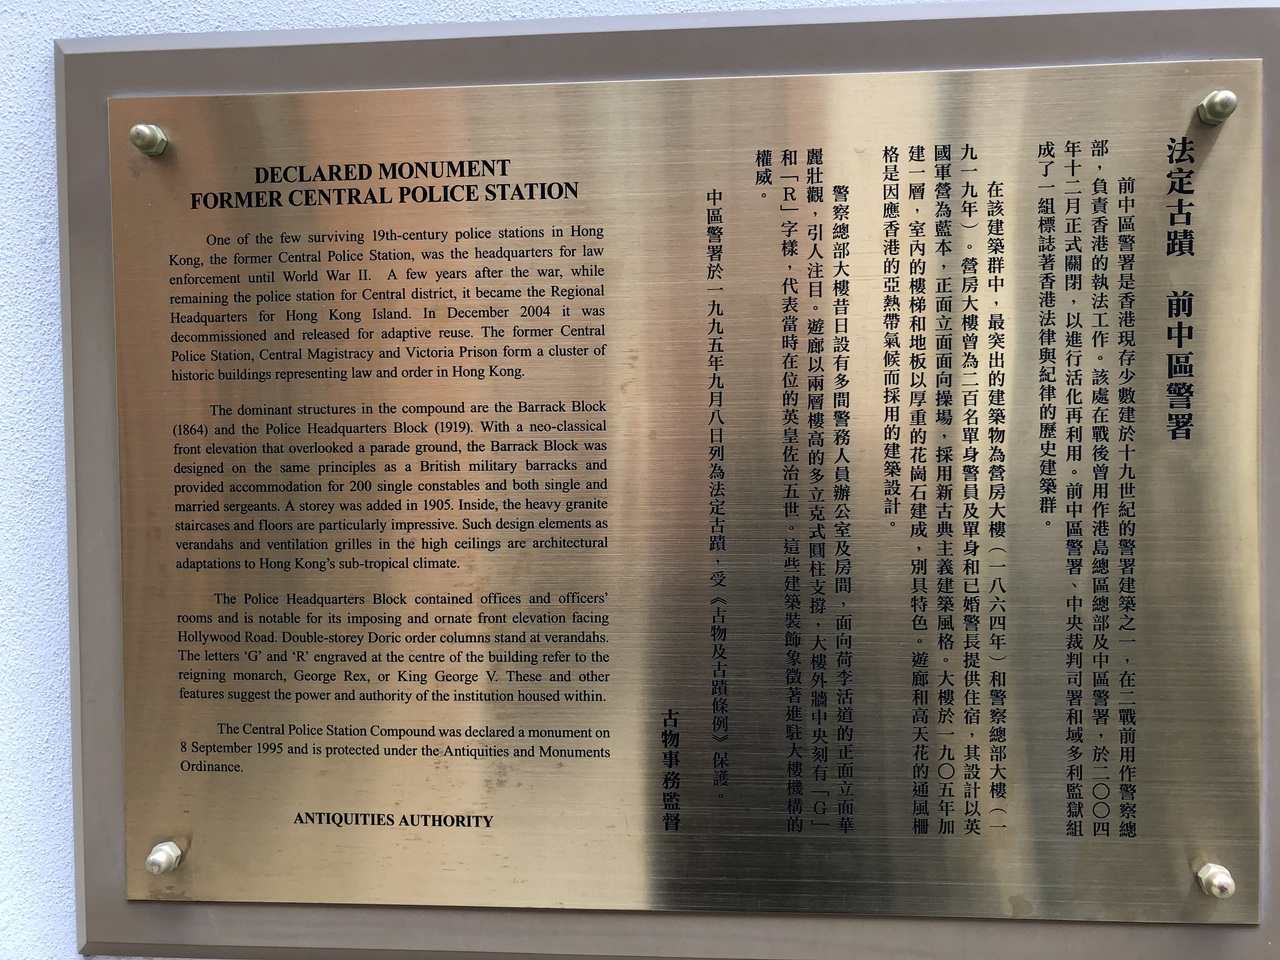 DECLARED MONUMENT
FORMER CENTRAL POLICE STATION
One of the few surviving 19th-century police stations in Hong
Kong, the former Central Police Station, was the headquarters for law
enforcement until World War II. A few years after the war, while
remaining the police station for Central district, it became the Regional
Headquarters for Hong Kong Island. In December 2004 it was
decommissioned and released for adaptive reuse. The former Central
Police Station, Central Magistracy and Victoria Prison form a cluster of
historic buildings representing law and order in Hong Kong.
The dominant structures in the compound are the Barrack Block
(1864) and the Police Headquarters Block (1919). With a neo-classical
front elevation that overlooked a parade ground, the Barrack Block was
designed on the same principles as a British military barracks and
provided accommodation for 200 single constables and both single and
married sergeants. A storey was added in 1905. Inside, the heavy granite
staircases and floors are particularly impressive. Such design elements as
verandahs and ventilation grilles in the high ceilings are architectural
adaptations to Hong Kong's sub-tropical climate.
The Police Headquarters Block contained offices and officers'
rooms and is notable for its imposing and ornate front elevation facing
Hollywood Road. Double-storey Doric order columns stand at verandahs.
The letters 'G' and 'R' engraved at the centre of the building refer to the
reigning monarch, George Rex, or King George V. These and other
features suggest the power and authority of the institution housed within.
The Central Police Station Compound was declared a monument on
8 September 1995 and is protected under the Antiquities and Monuments
Ordinance.
ANTIQUITIES AUTHORITY
法定古蹟 前中區警署
前中區警署是香港現存少數建於十九世紀的警署建築之一，在二戰前用作警察總
部，負責香港的執法工作。該處在戰後曾用作港島總區總部及中區警署，於二〇〇四
年十二月正式關閉，以進行活化再利用。前中區警署、中央裁判司署和域多利監獄組
成了一組標誌著香港法律與紀律的歷史建築群。
在該建築群中，最突出的建築物為營房大樓（一八六四年）和警察總部大樓（一
九一九年）。營房大樓曾為二百名單身警員及單身和已婚警長提供住宿，其設計以英
國軍營為藍本，正面立面面向操場，採用新古典主義建築風格。大樓於一九〇五年加
建一層，室內的樓梯和地板以厚重的花崗石建成，別具特色。遊廊和高天花的通風柵
格是因應香港的亞熱帶氣候而採用的建築設計。
警察總部大樓昔日設有多間警務人員辦公室及房間，面向荷李活道的正面立面華
麗壯觀，引人注目。遊廊以兩層樓高的多立克式圓柱支撐，大樓外牆中央刻有「G」
和「R」字樣，代表當時在位的英皇佐治五世。這些建築裝飾象徵著進駐大樓機構的
權威。
中區警署於一九九五年九月八日列為法定古蹟，受《古物及古蹟條例》保護。
古物事務監督